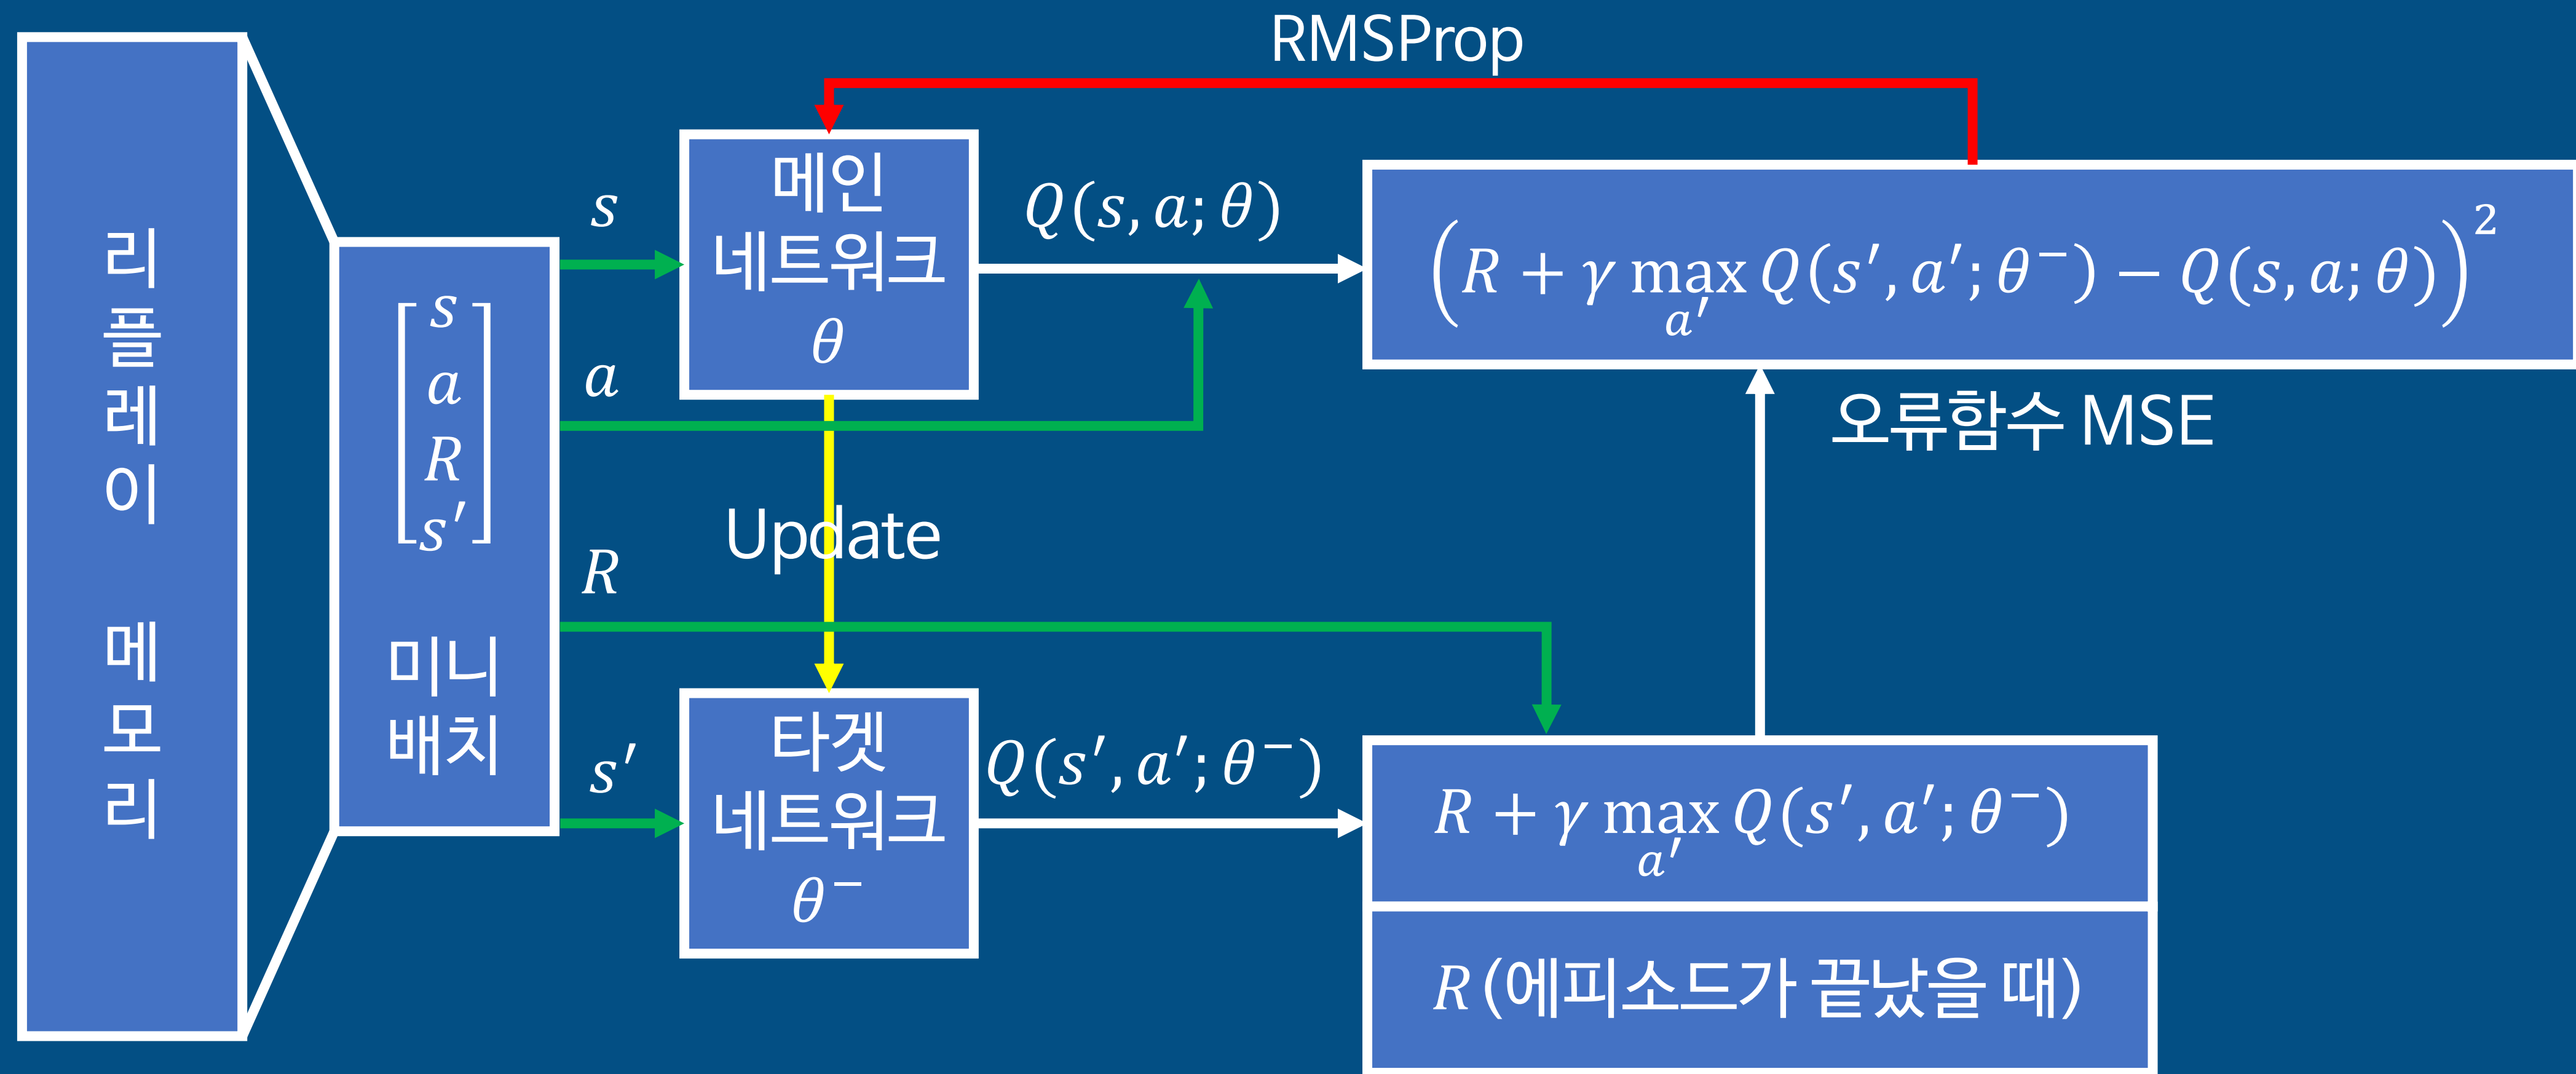 RMSProp
리플레이 메모리
s
a
R
s′
미니
배치
s
a
R
s′
메인
네트워크
θ
Q(s, a; θ)
(R + γ max Q(s′, a′; θ⁻) − Q(s, a; θ))²
a′
오류함수 MSE
Update
타겟
네트워크
θ⁻
Q(s′, a′; θ⁻)
R + γ max Q(s′, a′; θ⁻)
a′
R (에피소드가 끝났을 때)